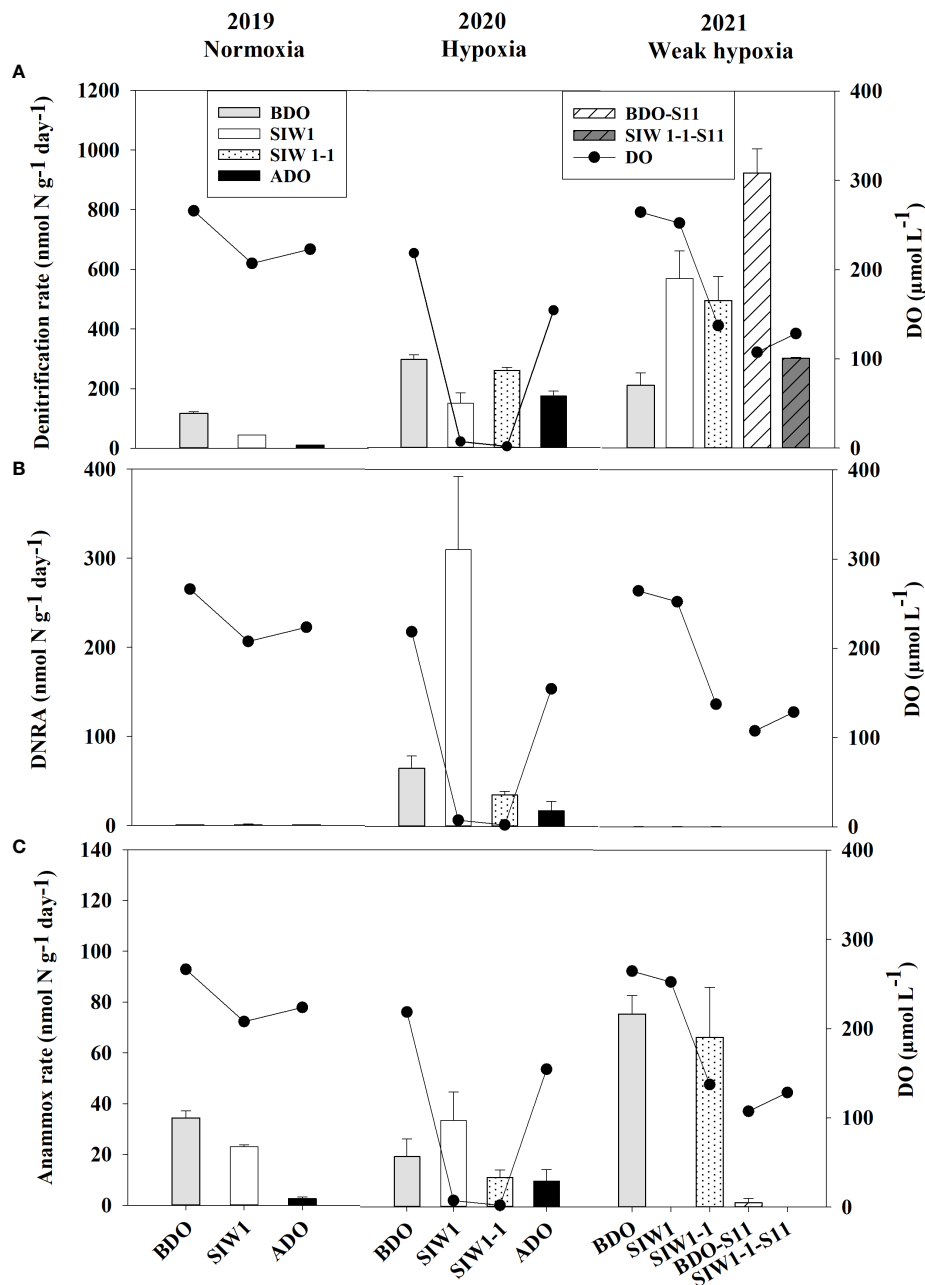 2019
Normoxia
2020
Hypoxia
2021
Weak hypoxia
A
1200
1000
800
600
400
200
0
Denitrification rate (nmol N g-1 day-1)
BDO
SIW1
SIW 1-1
ADO
BDO-S11
SIW 1-1-S11
DO
400
300
200
100
0
DO (µmol L-1)
B
400
300
200
100
0
DNRA (nmol N g-1 day-1)
400
300
200
100
0
DO (µmol L-1)
C
140
120
100
80
60
40
20
0
Anammox rate (nmol N g-1 day-1)
400
300
200
100
0
DO (µmol L-1)
BDO
SIW1
ADO
BDO
SIW1
SIW1-1
ADO
BDO
SIW1
SIW1-1
BDO-S11
SIW1-1-S11